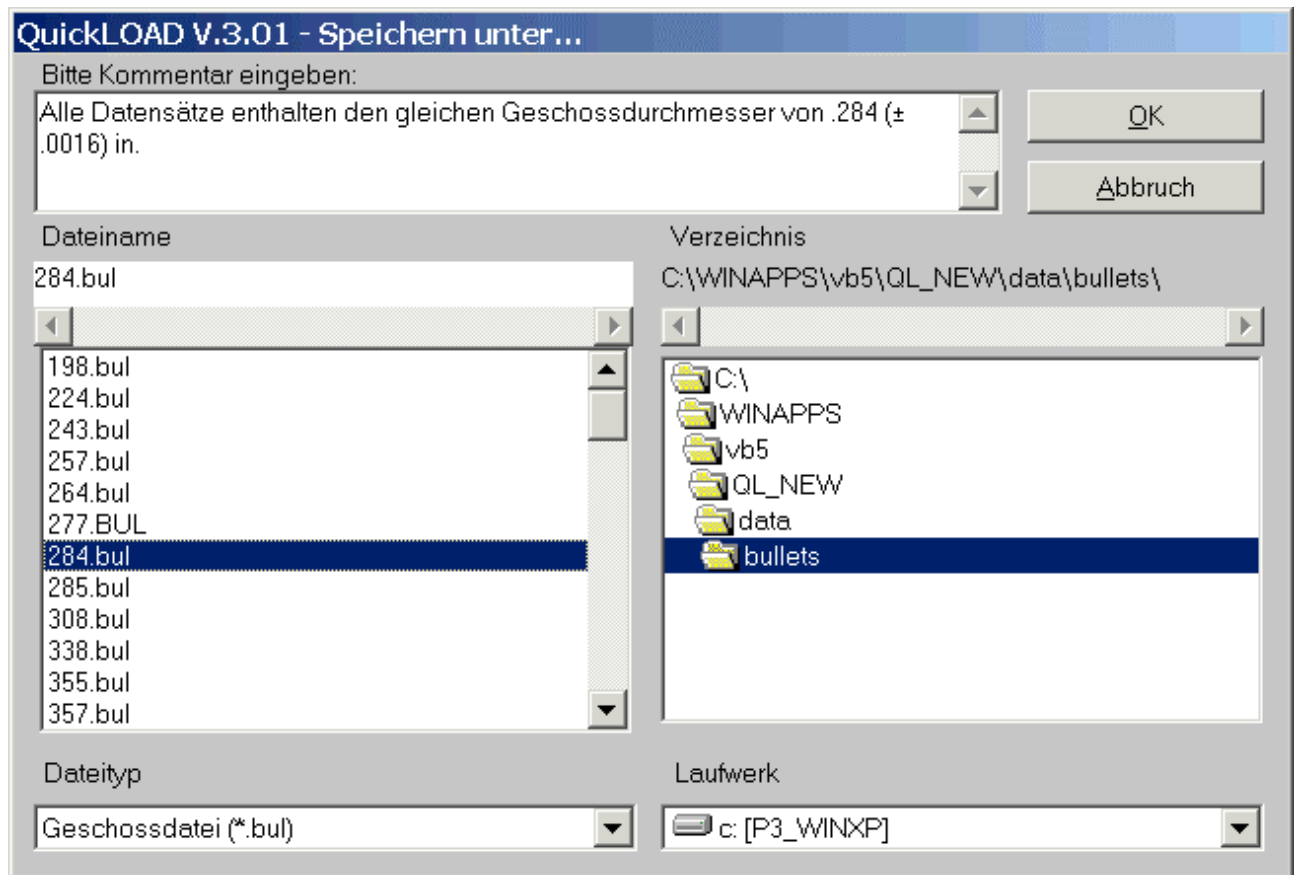 QuickLOAD V.3.01 - Speichern unter...
Bitte Kommentar eingeben:
Alle Datensätze enthalten den gleichen Geschossdurchmesser von .284 (±
.0016) in.
OK
Abbruch
Dateiname
284.bul
198.bul
224.bul
243.bul
257.bul
264.bul
277.BUL
284.bul
285.bul
308.bul
338.bul
355.bul
357.bul
Dateityp
Geschossdatei (*.bul)
Verzeichnis
C:\WINAPPS\vb5\QL_NEW\data\bullets\
C:\
WINAPPS
vb5
QL_NEW
data
bullets
Laufwerk
c: [P3_WINXP]